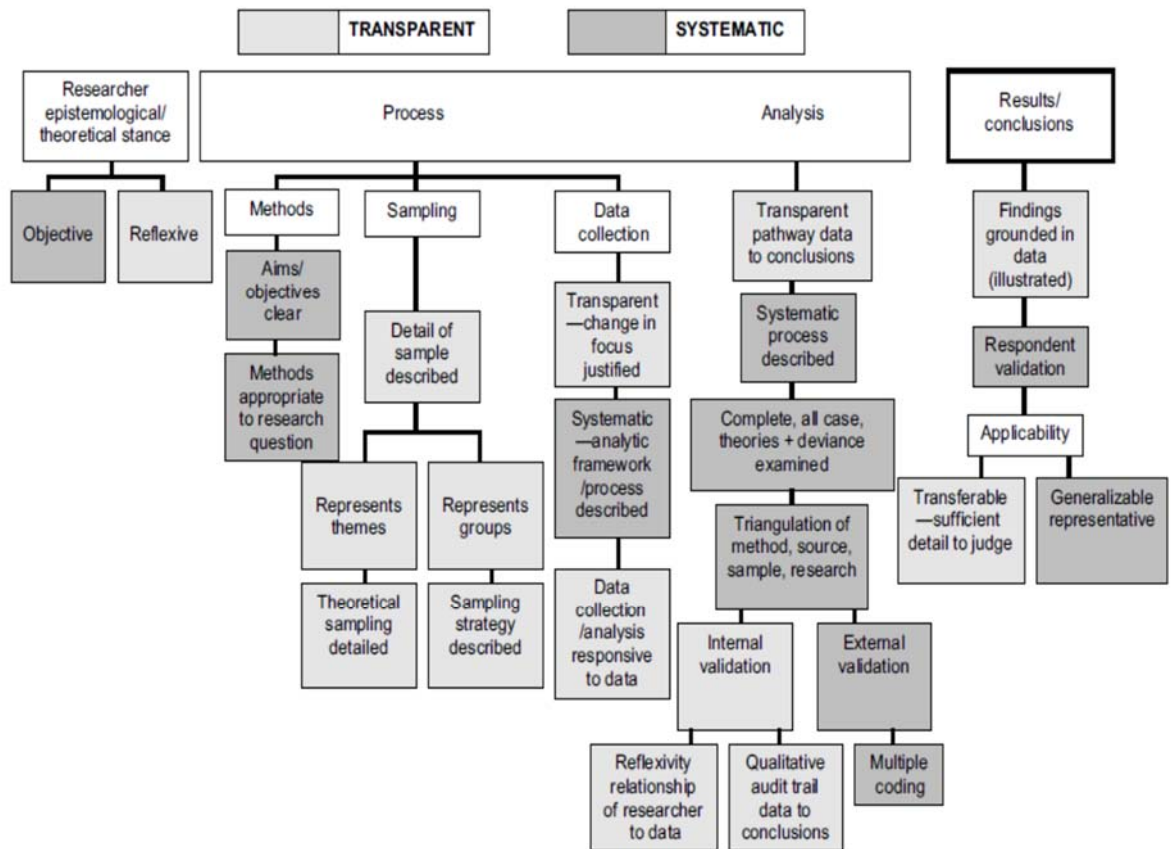 TRANSPARENT
SYSTEMATIC
Researcher
epistemological/
theoretical stance
Process
Analysis
Results/
conclusions
Objective
Reflexive
Methods
Sampling
Data
collection
Transparent
pathway data
to conclusions
Findings
grounded in
data
(illustrated)
Aims/
objectives
clear
Methods
appropriate
to research
question
Detail of
sample
described
Represents
themes
Represents
groups
Theoretical
sampling
detailed
Sampling
strategy
described
Transparent
—change in
focus
justified
Systematic
—analytic
framework
/process
described
Data
collection
/analysis
responsive
to data
Systematic
process
described
Complete, all case,
theories + deviance
examined
Triangulation of
method, source,
sample, research
Internal
validation
External
validation
Reflexivity
relationship
of researcher
to data
Qualitative
audit trail
data to
conclusions
Multiple
coding
Respondent
validation
Applicability
Transferable
—sufficient
detail to
judge
Generalizable
representative